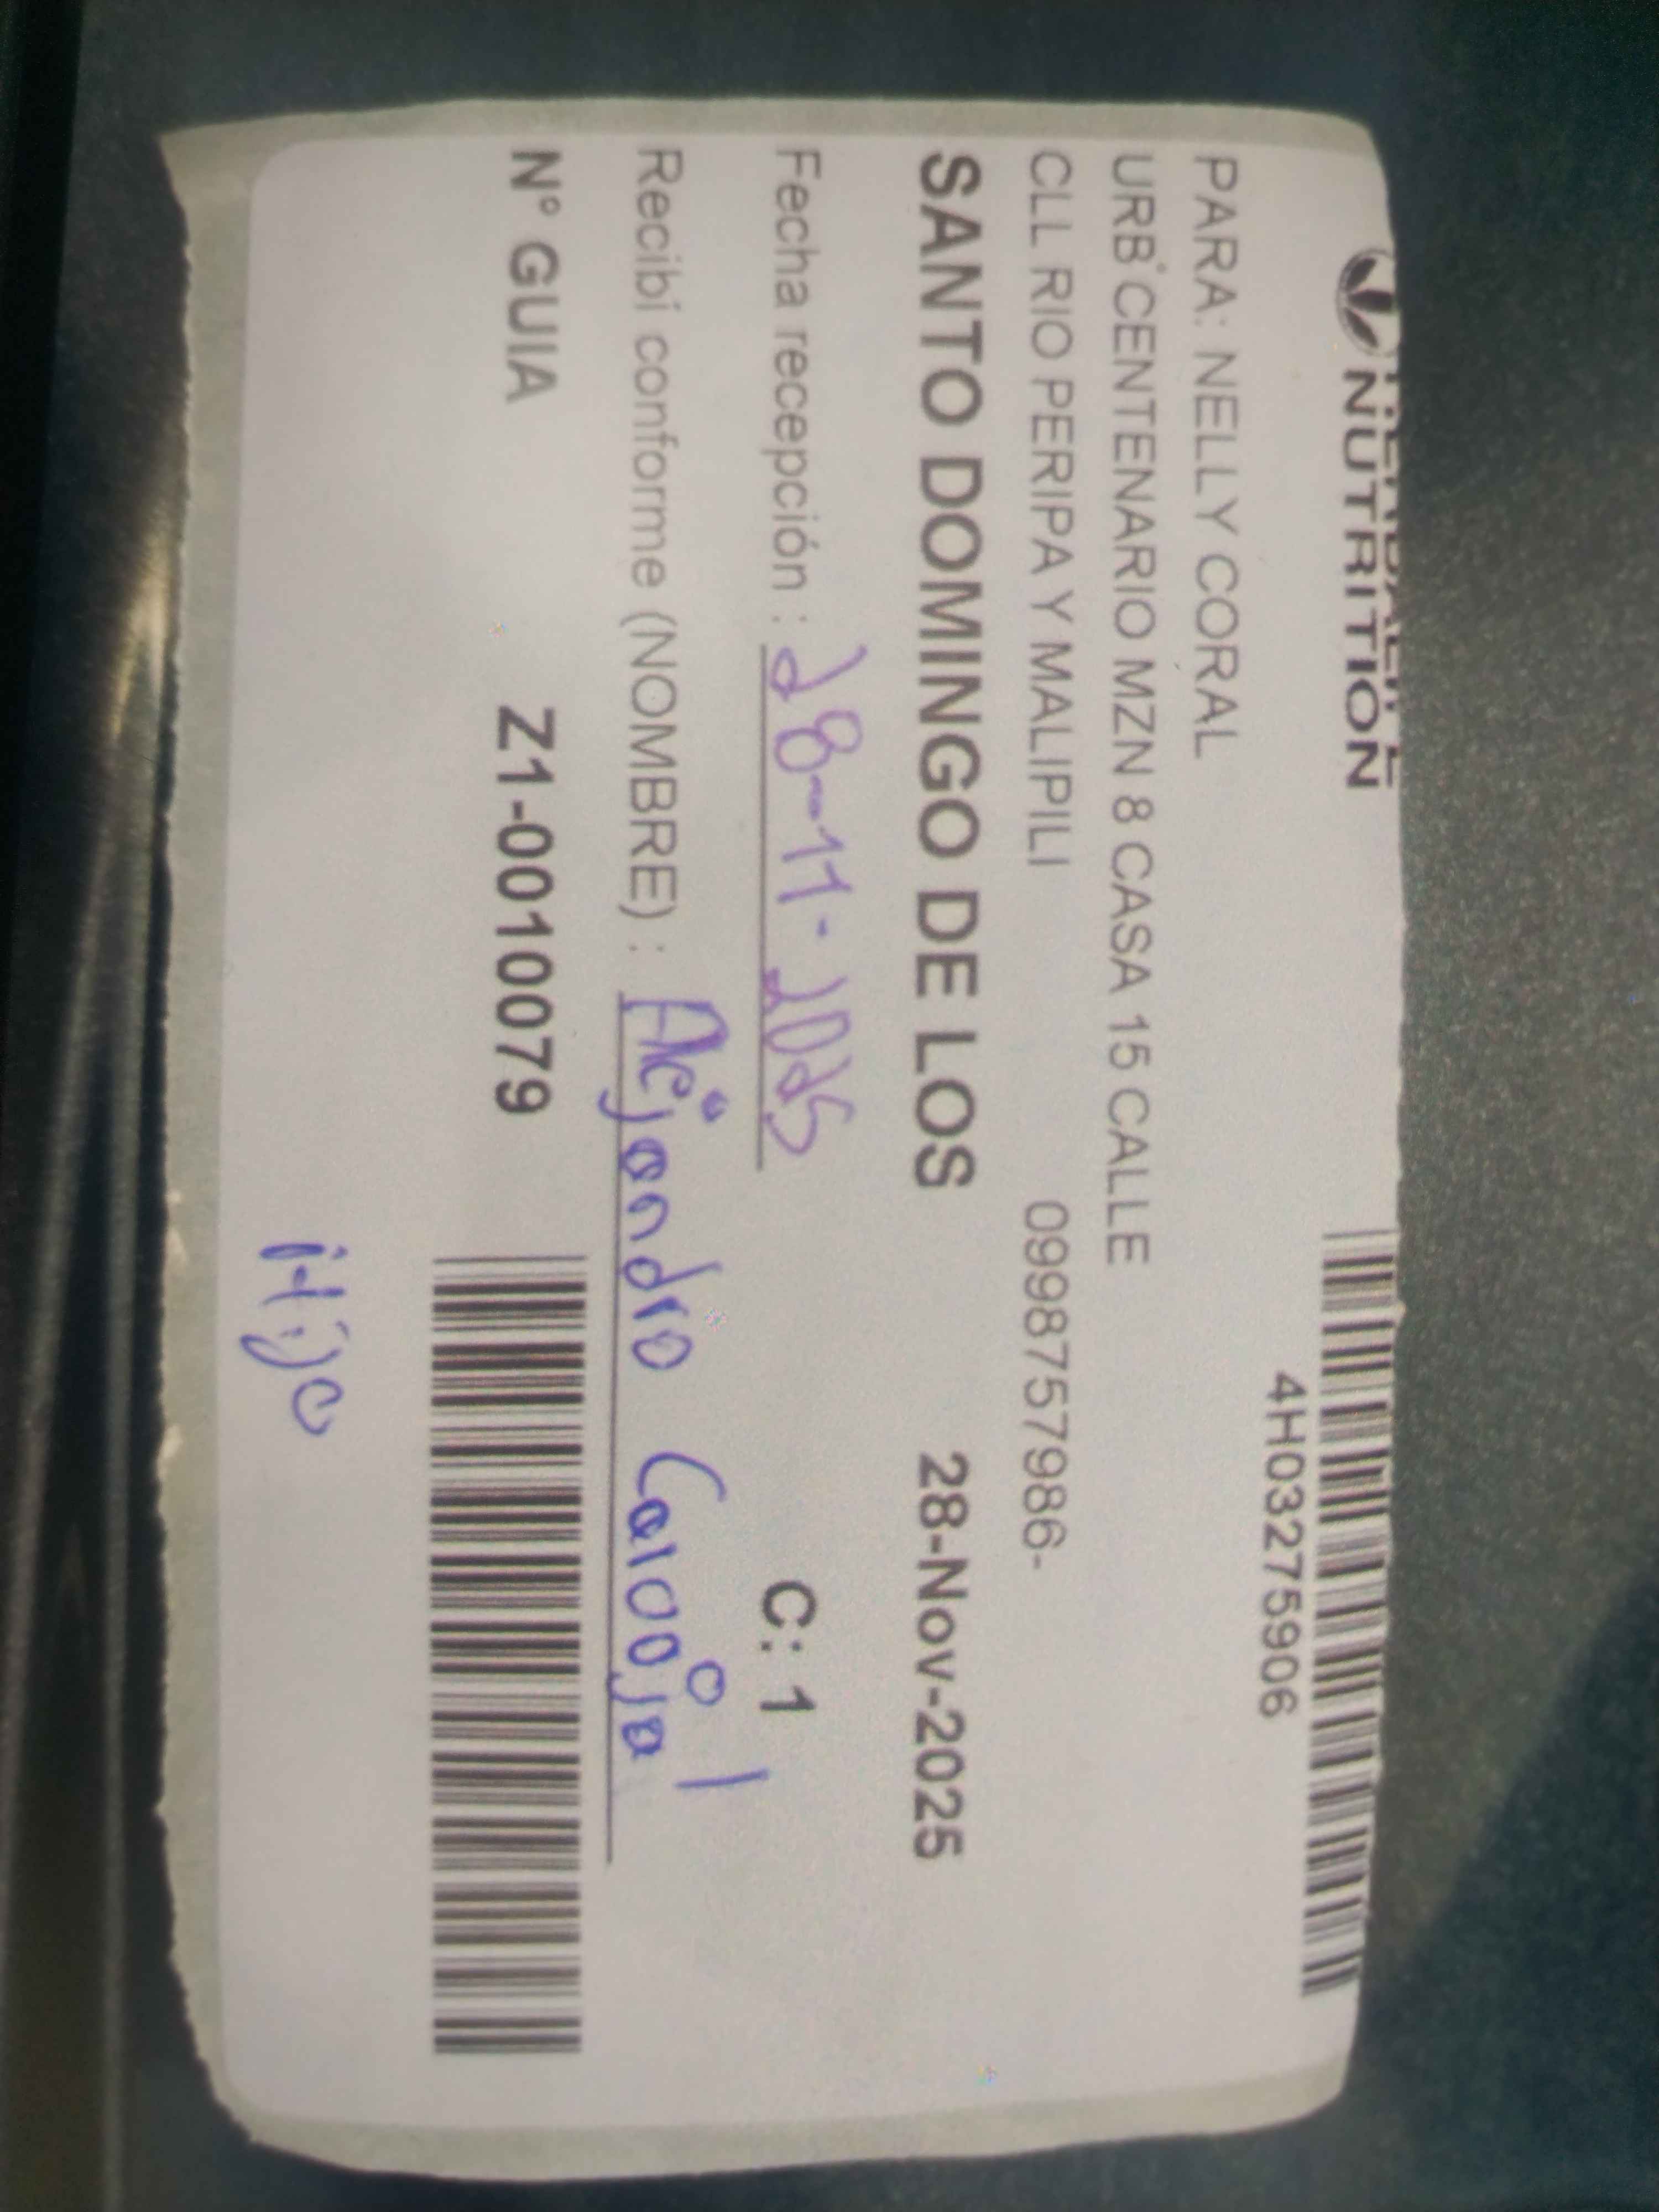 NUTRITION
4H03275906
PARA: NELLY CORAL
URB° CENTENARIO MZN 8 CASA 15 CALLE
CLL RIO PERIPA Y MALIPILI 099875757986-
SANTO DOMINGO DE LOS 28-Nov-2025
Fecha recepción : 28-11-2025 C: 1
Recibí conforme (NOMBRE) : Alejandro
N° GUIA Z1-0010079
Hijo